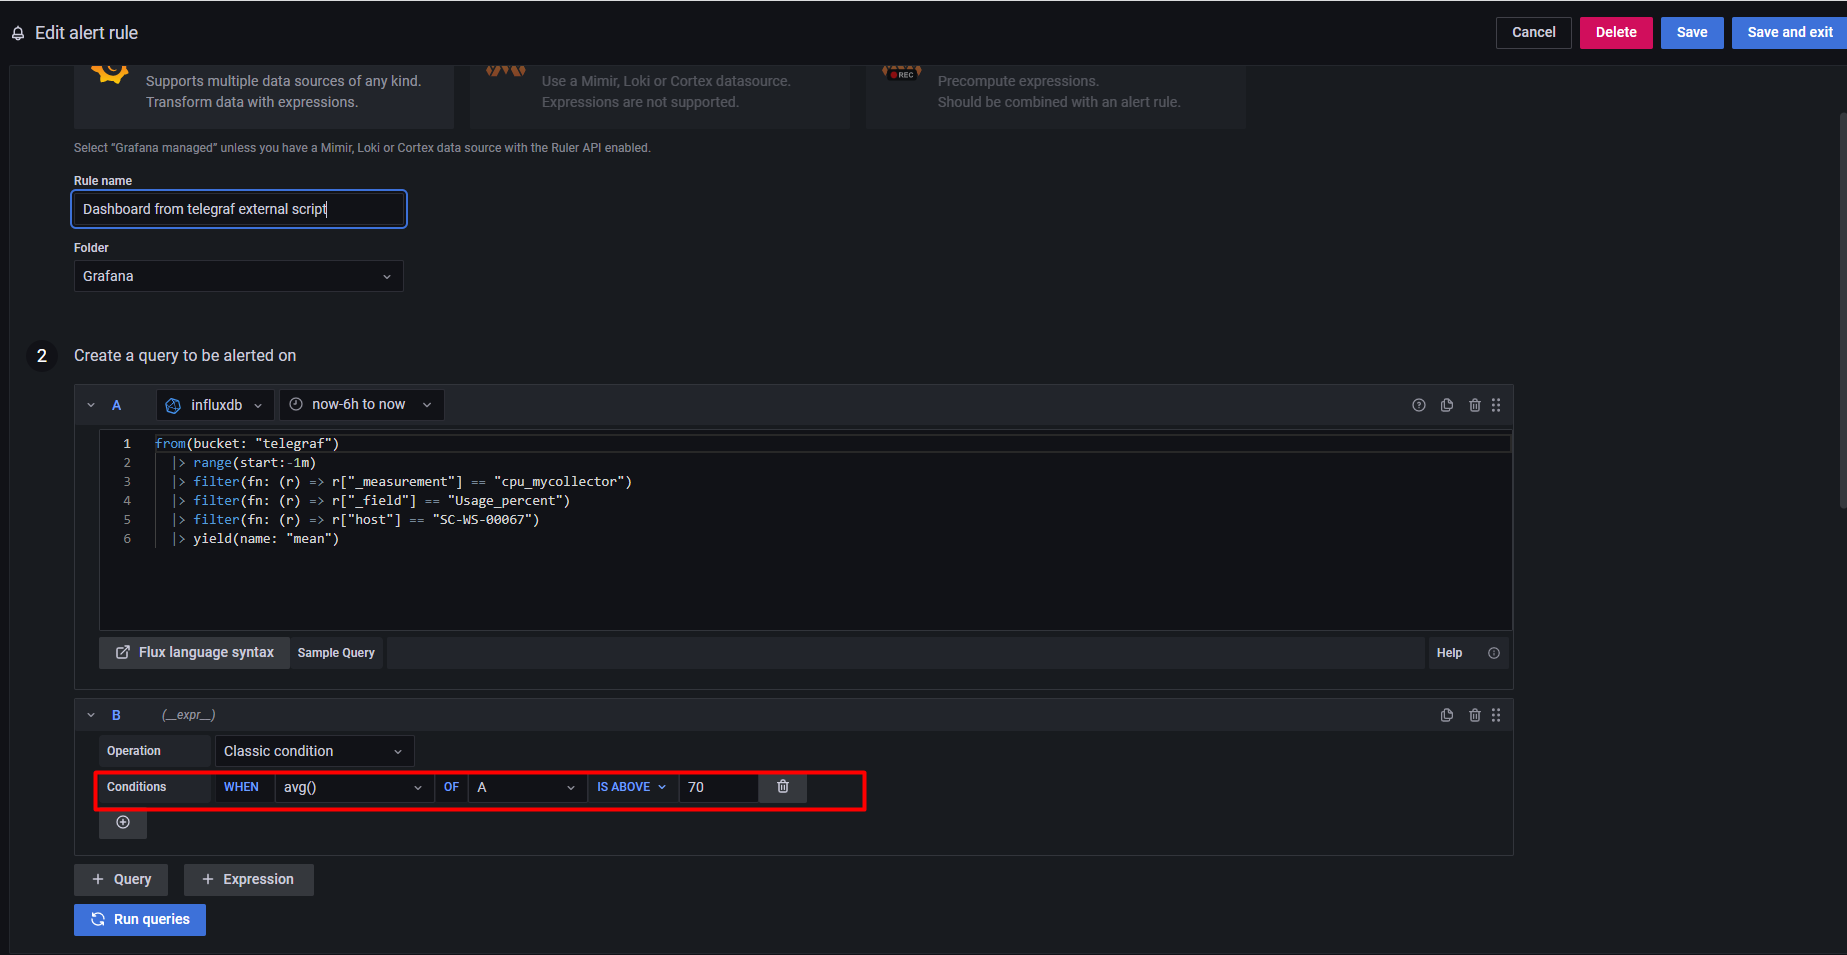 Edit alert rule
Cancel
Delete
Save
Save and exit
Supports multiple data sources of any kind.
Transform data with expressions.
Use a Mimir, Loki or Cortex datasource.
Expressions are not supported.
REC
Precompute expressions.
Should be combined with an alert rule.
Select “Grafana managed” unless you have a Mimir, Loki or Cortex data source with the Ruler API enabled.
Rule name
Dashboard from telegraf external script
Folder
Grafana
2 Create a query to be alerted on
A influxdb now-6h to now
1 from(bucket: "telegraf")
2 |> range(start:-1m)
3 |> filter(fn: (r) => r["_measurement"] == "cpu_mycollector")
4 |> filter(fn: (r) => r["_field"] == "Usage_percent")
5 |> filter(fn: (r) => r["host"] == "SC-WS-00067")
6 |> yield(name: "mean")
Flux language syntax Sample Query Help
B (__expr__)
Operation Classic condition
Conditions WHEN avg() OF A IS ABOVE 70
+ Query + Expression
Run queries